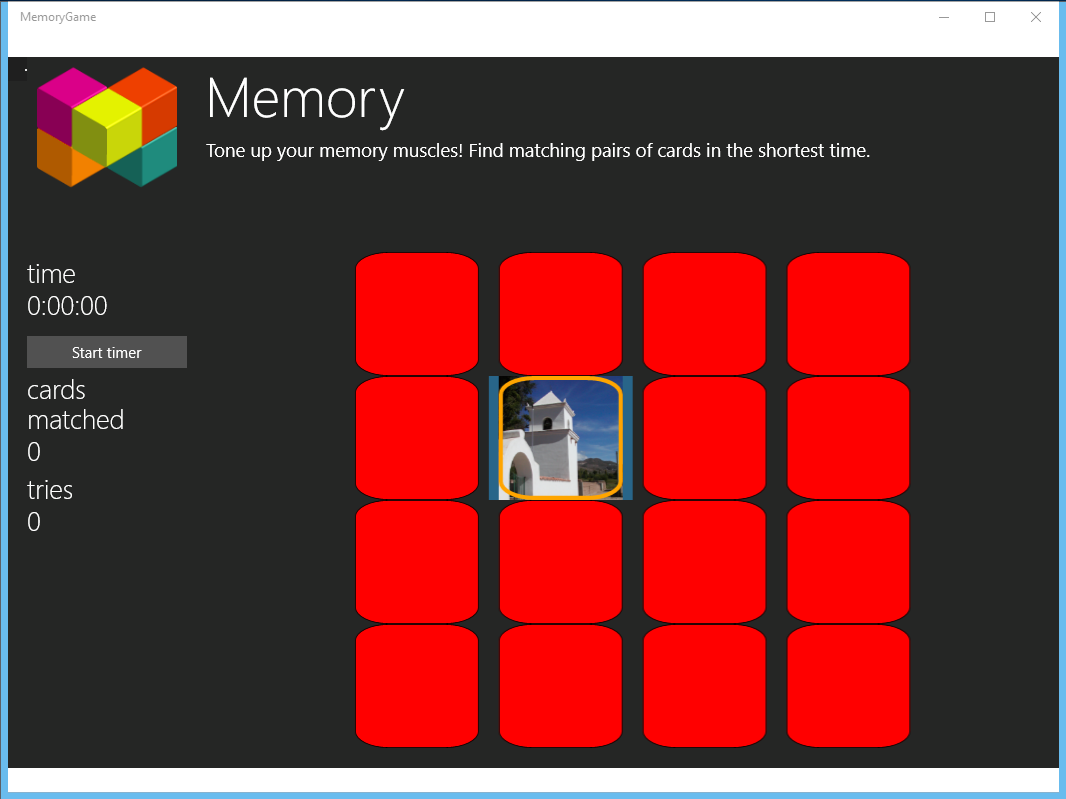 MemoryGame
Memory
Tone up your memory muscles! Find matching pairs of cards in the shortest time.
time
0:00:00
Start timer
cards
matched
0
tries
0